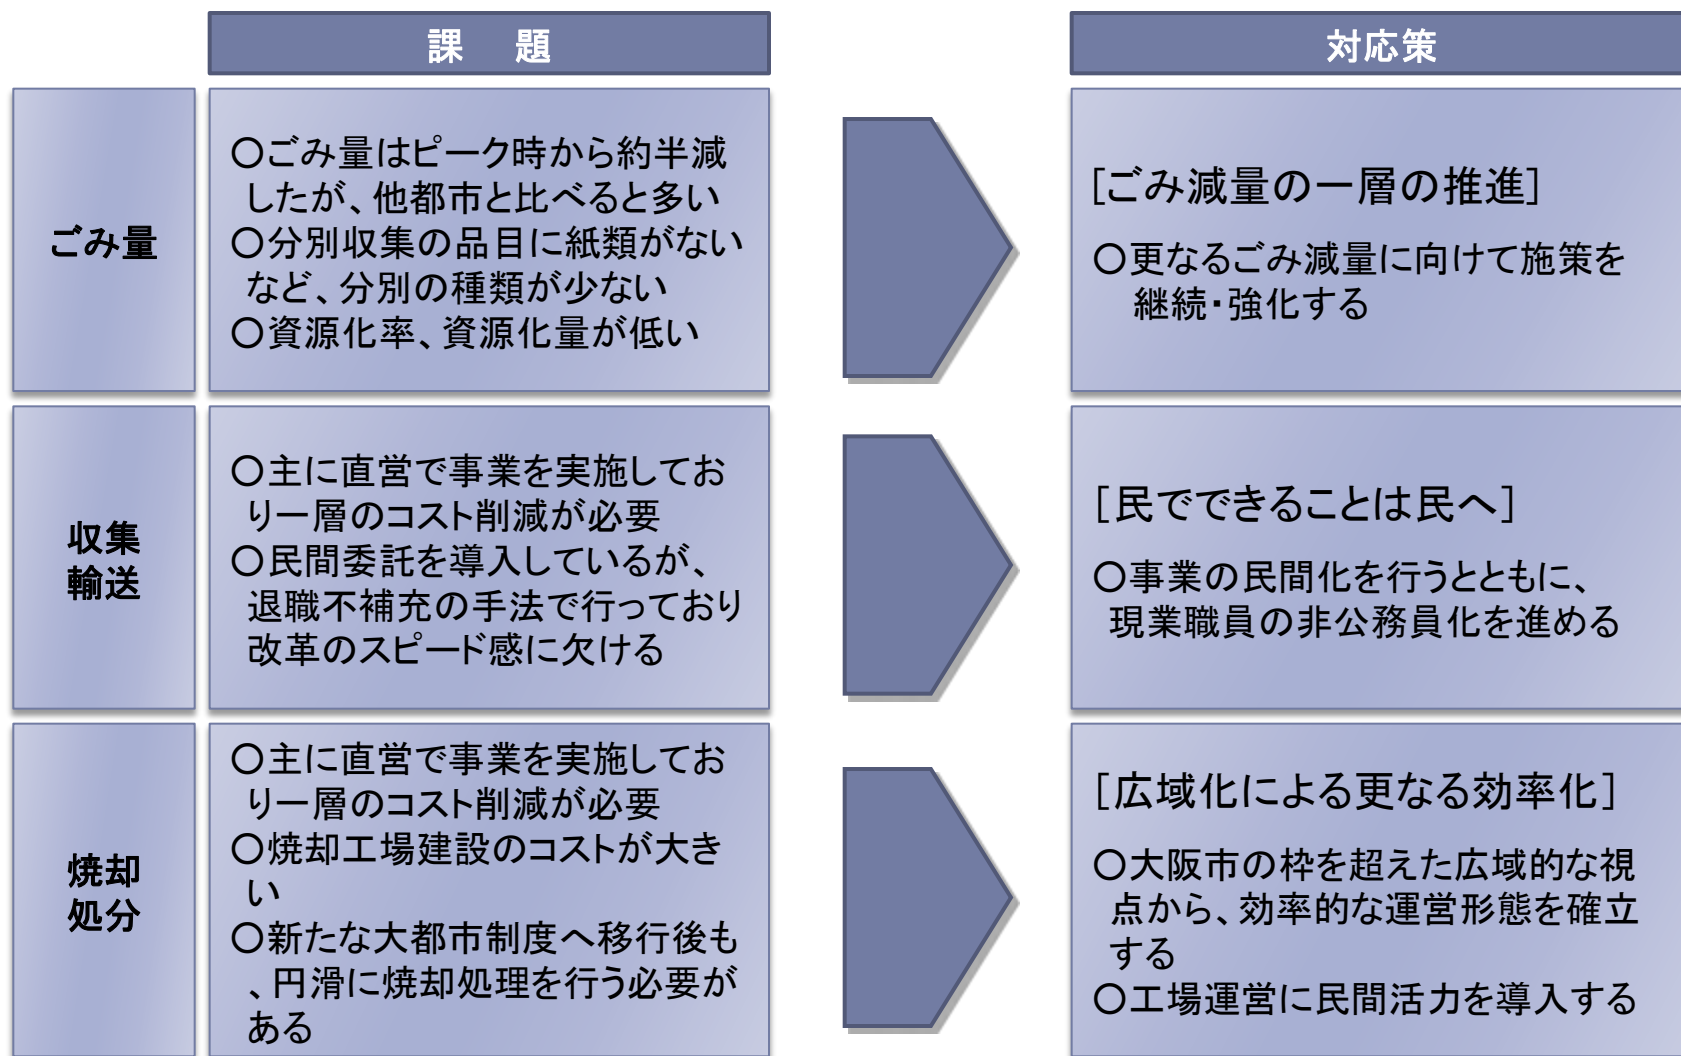 課　題
対応策
ごみ量
〇ごみ量はピーク時から約半減
したが、他都市と比べると多い
〇分別収集の品目に紙類がない
など、分別の種類が少ない
〇資源化率、資源化量が低い
[ごみ減量の一層の推進]
〇更なるごみ減量に向けて施策を
継続・強化する
収集
輸送
〇主に直営で事業を実施してお
り一層のコスト削減が必要
〇民間委託を導入しているが、
退職不補充の手法で行っており
改革のスピード感に欠ける
[民でできることは民へ]
〇事業の民間化を行うとともに、
現業職員の非公務員化を進める
焼却
処分
〇主に直営で事業を実施してお
り一層のコスト削減が必要
〇焼却工場建設のコストが大き
い
〇新たな大都市制度へ移行後も
、円滑に焼却処理を行う必要が
ある
[広域化による更なる効率化]
〇大阪市の枠を超えた広域的な視
点から、効率的な運営形態を確立
する
〇工場運営に民間活力を導入する